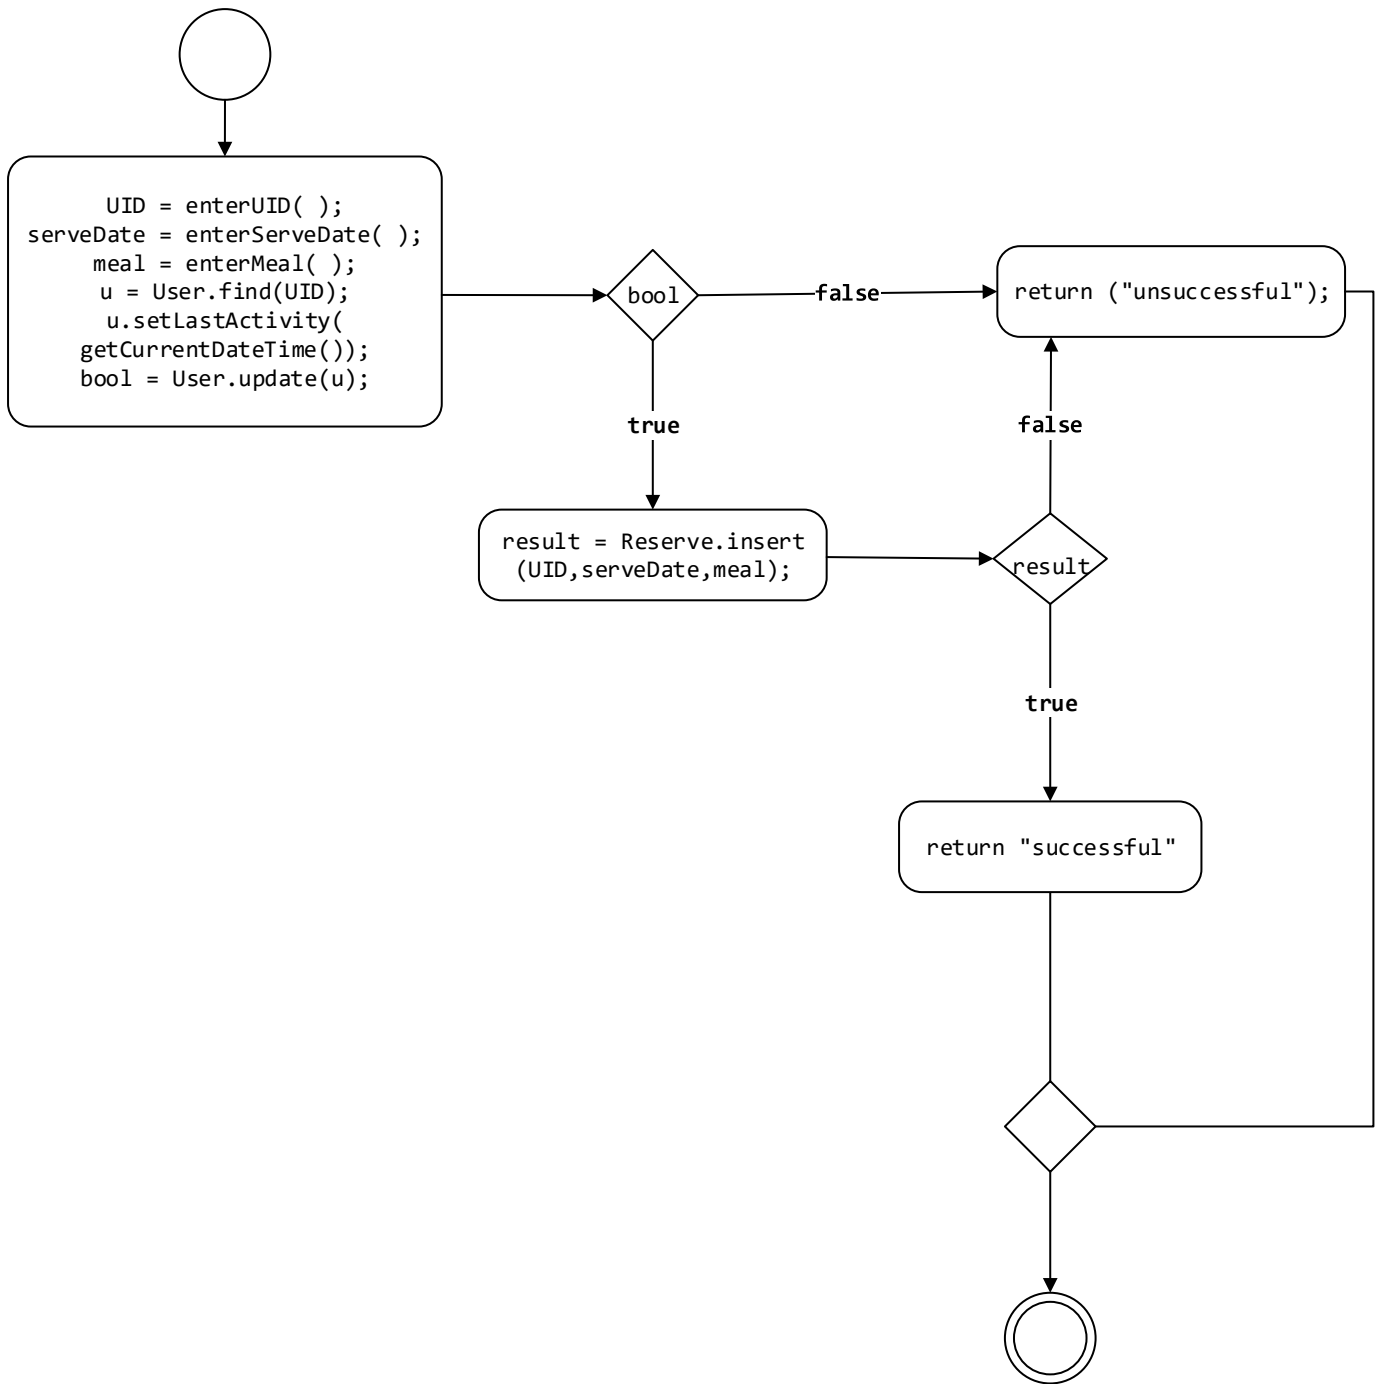 UID = enterUID( );
serveDate = enterServeDate( );
meal = enterMeal( );
u = User.find(UID);
u.setLastActivity(
getCurrentDateTime());
bool = User.update(u);
bool
false
return ("unsuccessful");
true
false
result = Reserve.insert
(UID,serveDate,meal);
result
true
return "successful"